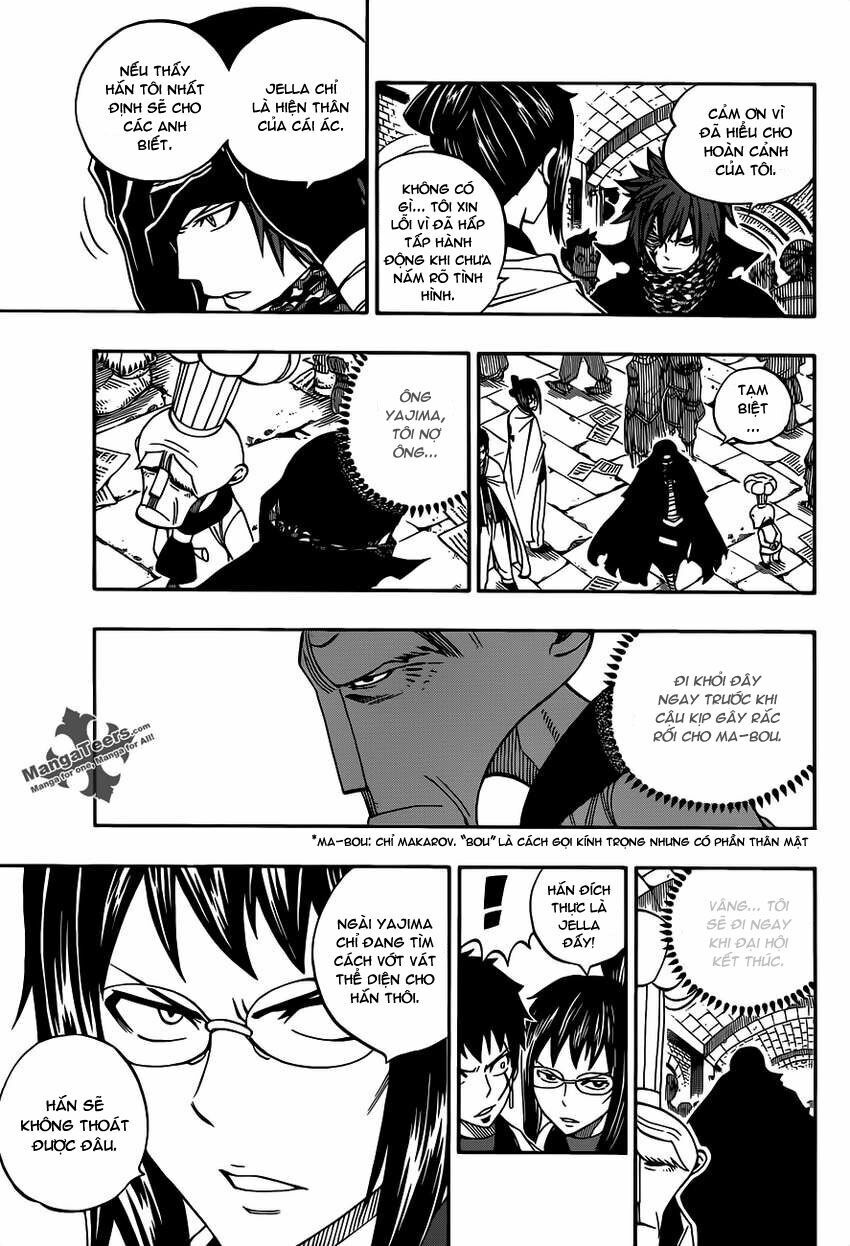 CẢM ƠN VÌ
ĐÃ HIỂU CHO
HOÀN CẢNH
CỦA TÔI.
KHÔNG CÓ
GÌ... TÔI XIN
LỖI VÌ ĐÃ HẤP
TẤP HÀNH
ĐỘNG KHI CHƯA
NẮM RÕ TÌNH
HÌNH.
JELLA CHỈ
LÀ HIỆN THÂN
CỦA CÁI ÁC.
NẾU THẤY
HẮN TÔI NHẤT
ĐỊNH SẼ CHO
CÁC ANH
BIẾT.
TẠM
BIỆT
...
ÔNG
YAJIMA,
TÔI NỢ
ÔNG...
ĐI KHỎI ĐÂY
NGAY TRƯỚC KHI
CẬU KỊP GÂY RẮC
RỐI CHO MA-BOU.
MangaTeers.com
Manga for one, Manga for All!
*MA-BOU: CHỈ MAKAROV. "BOU" LÀ CÁCH GỌI KÍNH TRỌNG NHƯNG CÓ PHẦN THÂN MẬT
VÂNG... TÔI
SẼ ĐI NGAY
KHI ĐẠI HỘI
KẾT THÚC.
HẮN ĐÍCH
THỰC LÀ
JELLA
ĐẤY!
!
NGÀI YAJIMA
CHỈ ĐANG TÌM
CÁCH VỚT VÁT
THỂ DIỆN CHO
HẮN THÔI.
HẮN SẼ
KHÔNG THOÁT
ĐƯỢC ĐÂU.